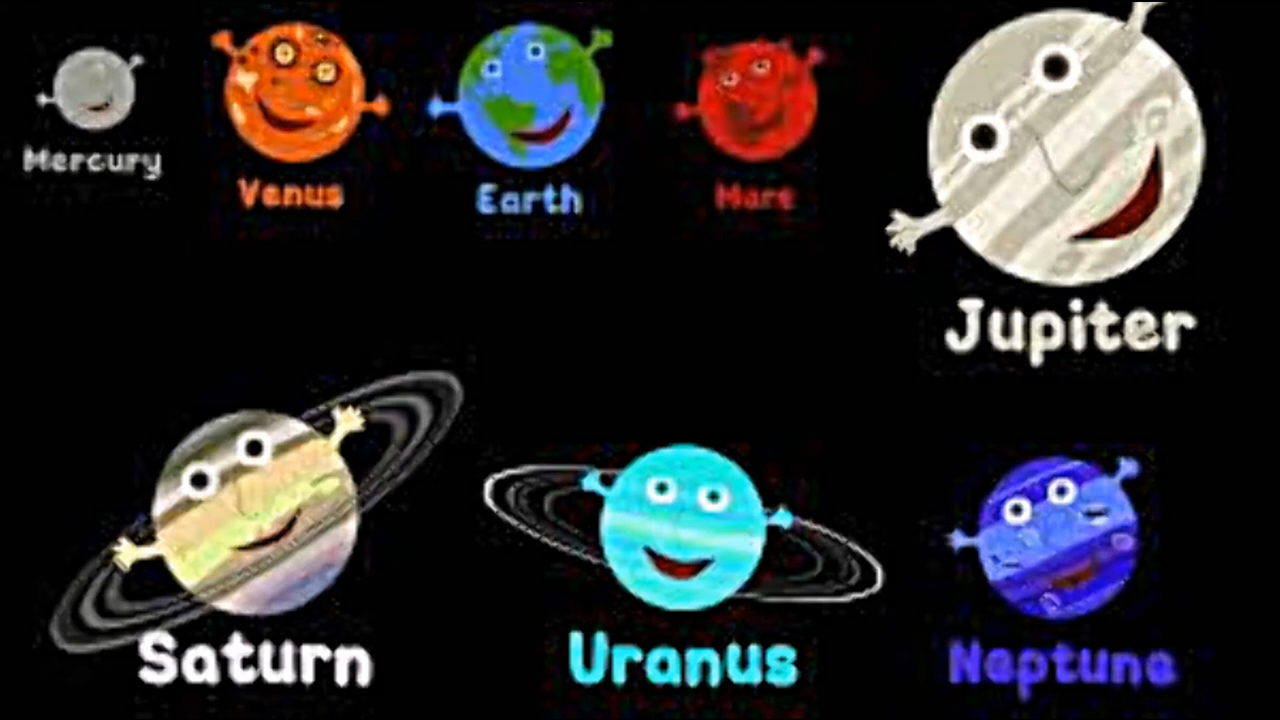 Mercury
Venus
Earth
Mars
Jupiter
Saturn
Uranus
Neptune